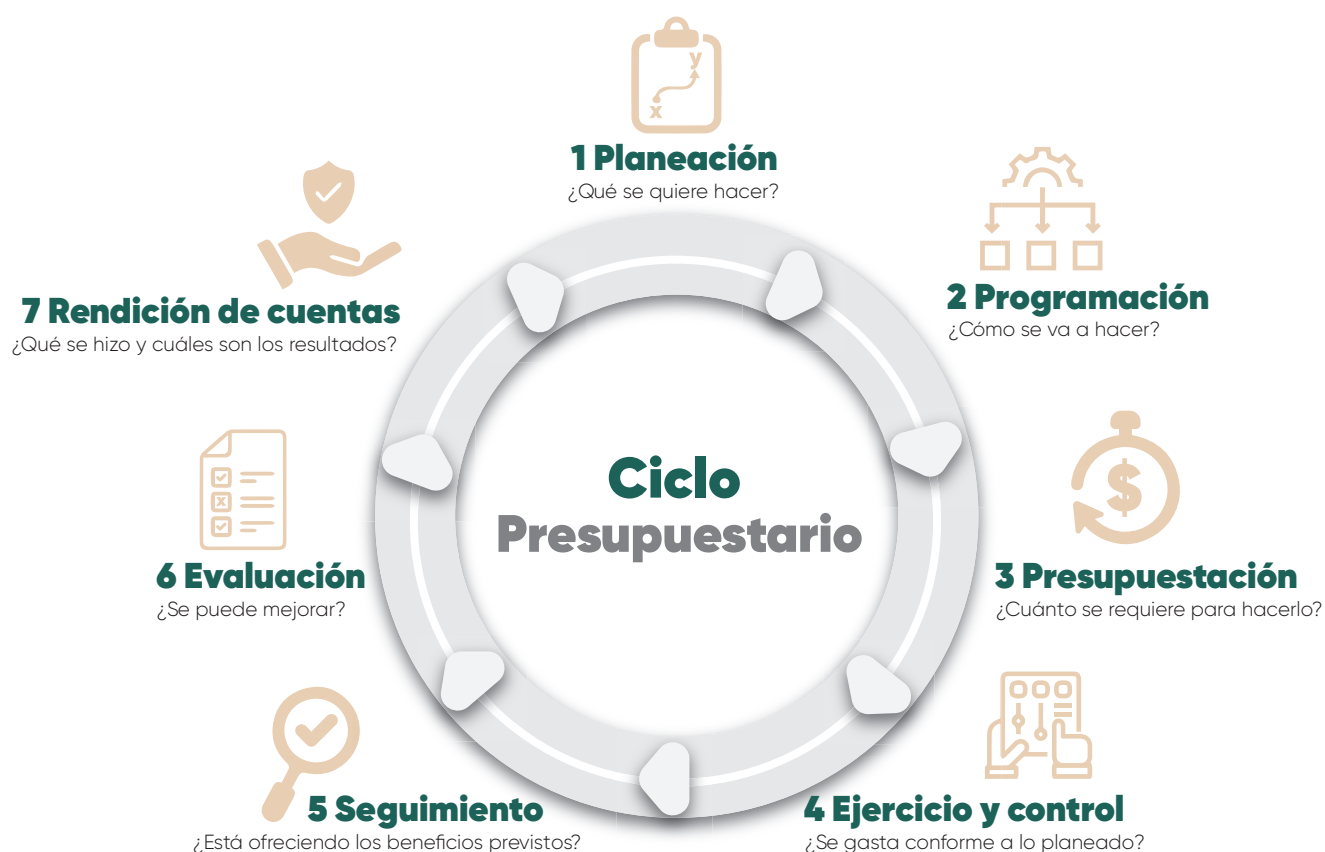 y
x
1 Planeación
¿Qué se quiere hacer?
2 Programación
¿Cómo se va a hacer?
3 Presupuestación
¿Cuánto se requiere para hacerlo?
$
4 Ejercicio y control
¿Se gasta conforme a lo planeado?
5 Seguimiento
¿Está ofreciendo los beneficios previstos?
6 Evaluación
¿Se puede mejorar?
7 Rendición de cuentas
¿Qué se hizo y cuáles son los resultados?
Ciclo
Presupuestario